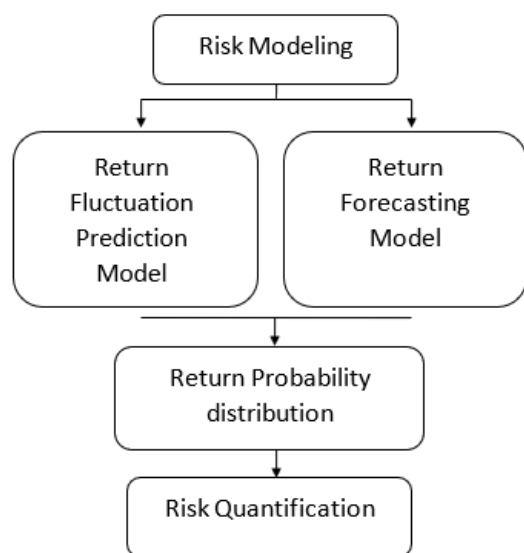 Risk Modeling
Return
Fluctuation
Prediction
Model
Return
Forecasting
Model
Return Probability
distribution
Risk Quantification